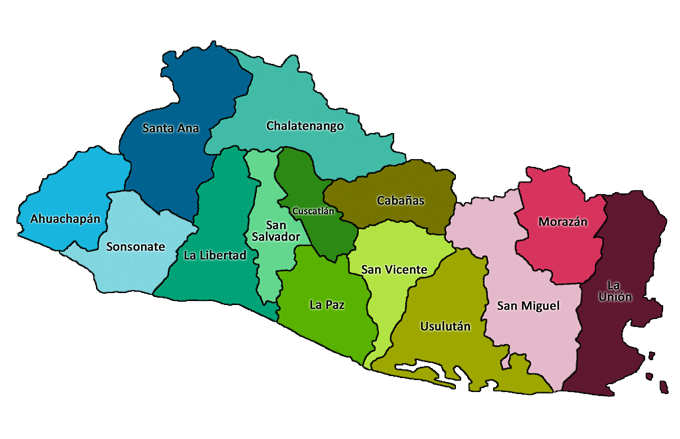 Santa Ana
Chalatenango
Ahuachapán
Sonsonate
La Libertad
San
Salvador
Cuscatlán
Cabañas
La Paz
San Vicente
Usulután
San Miguel
Morazán
La
Unión